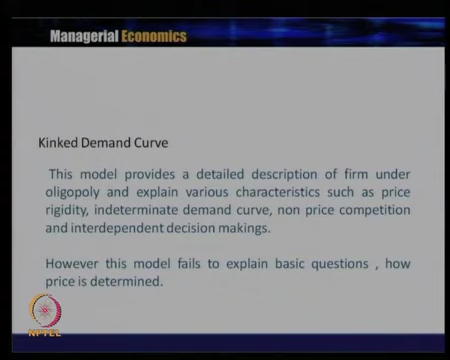 Managerial Economics
Kinked Demand Curve
This model provides a detailed description of firm under
oligopoly and explain various characteristics such as price
rigidity, indeterminate demand curve, non price competition
and interdependent decision makings.
However this model fails to explain basic questions , how
price is determined.
NPTEL